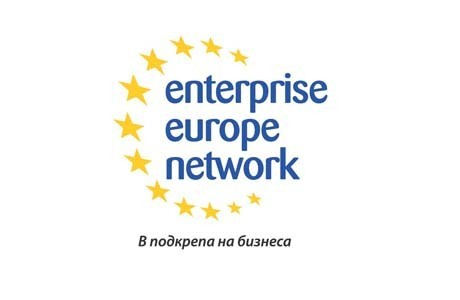 enterprise
europe
network
В подкрепа на бизнеса